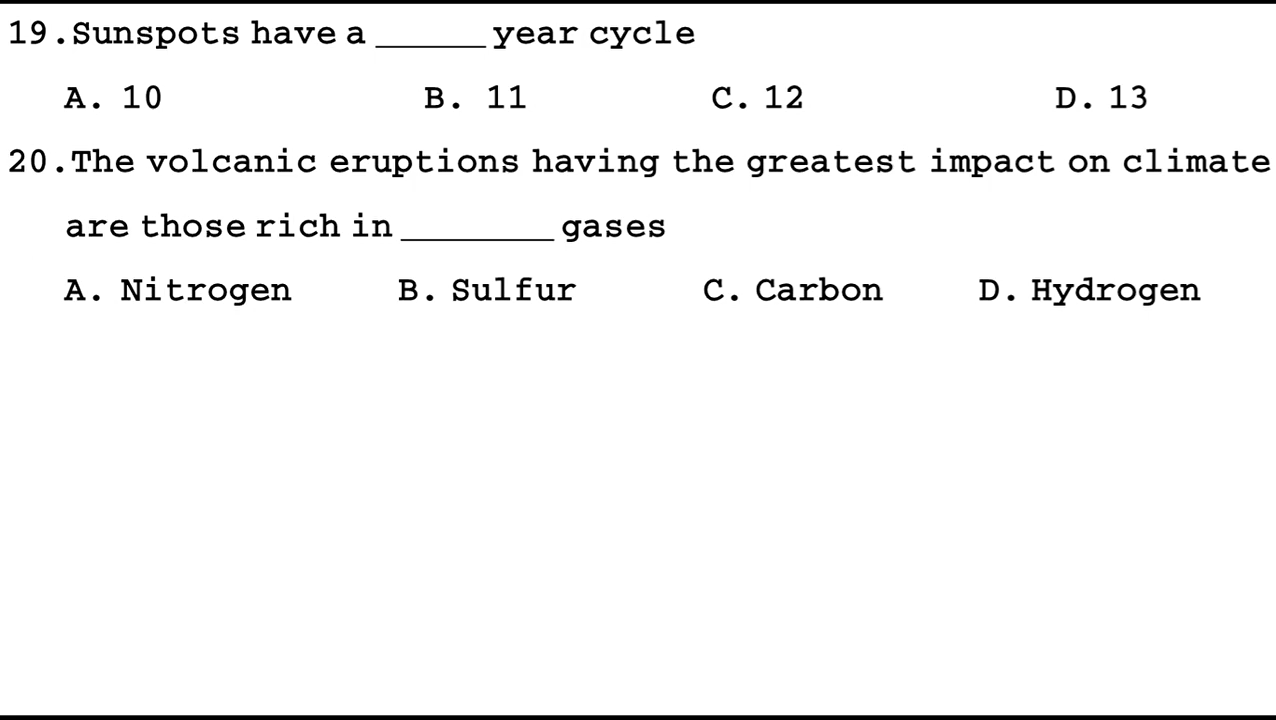 19.Sunspots have a ______ year cycle
A. 10 B. 11 C. 12 D. 13
20.The volcanic eruptions having the greatest impact on climate
are those rich in ________ gases
A. Nitrogen B. Sulfur C. Carbon D. Hydrogen